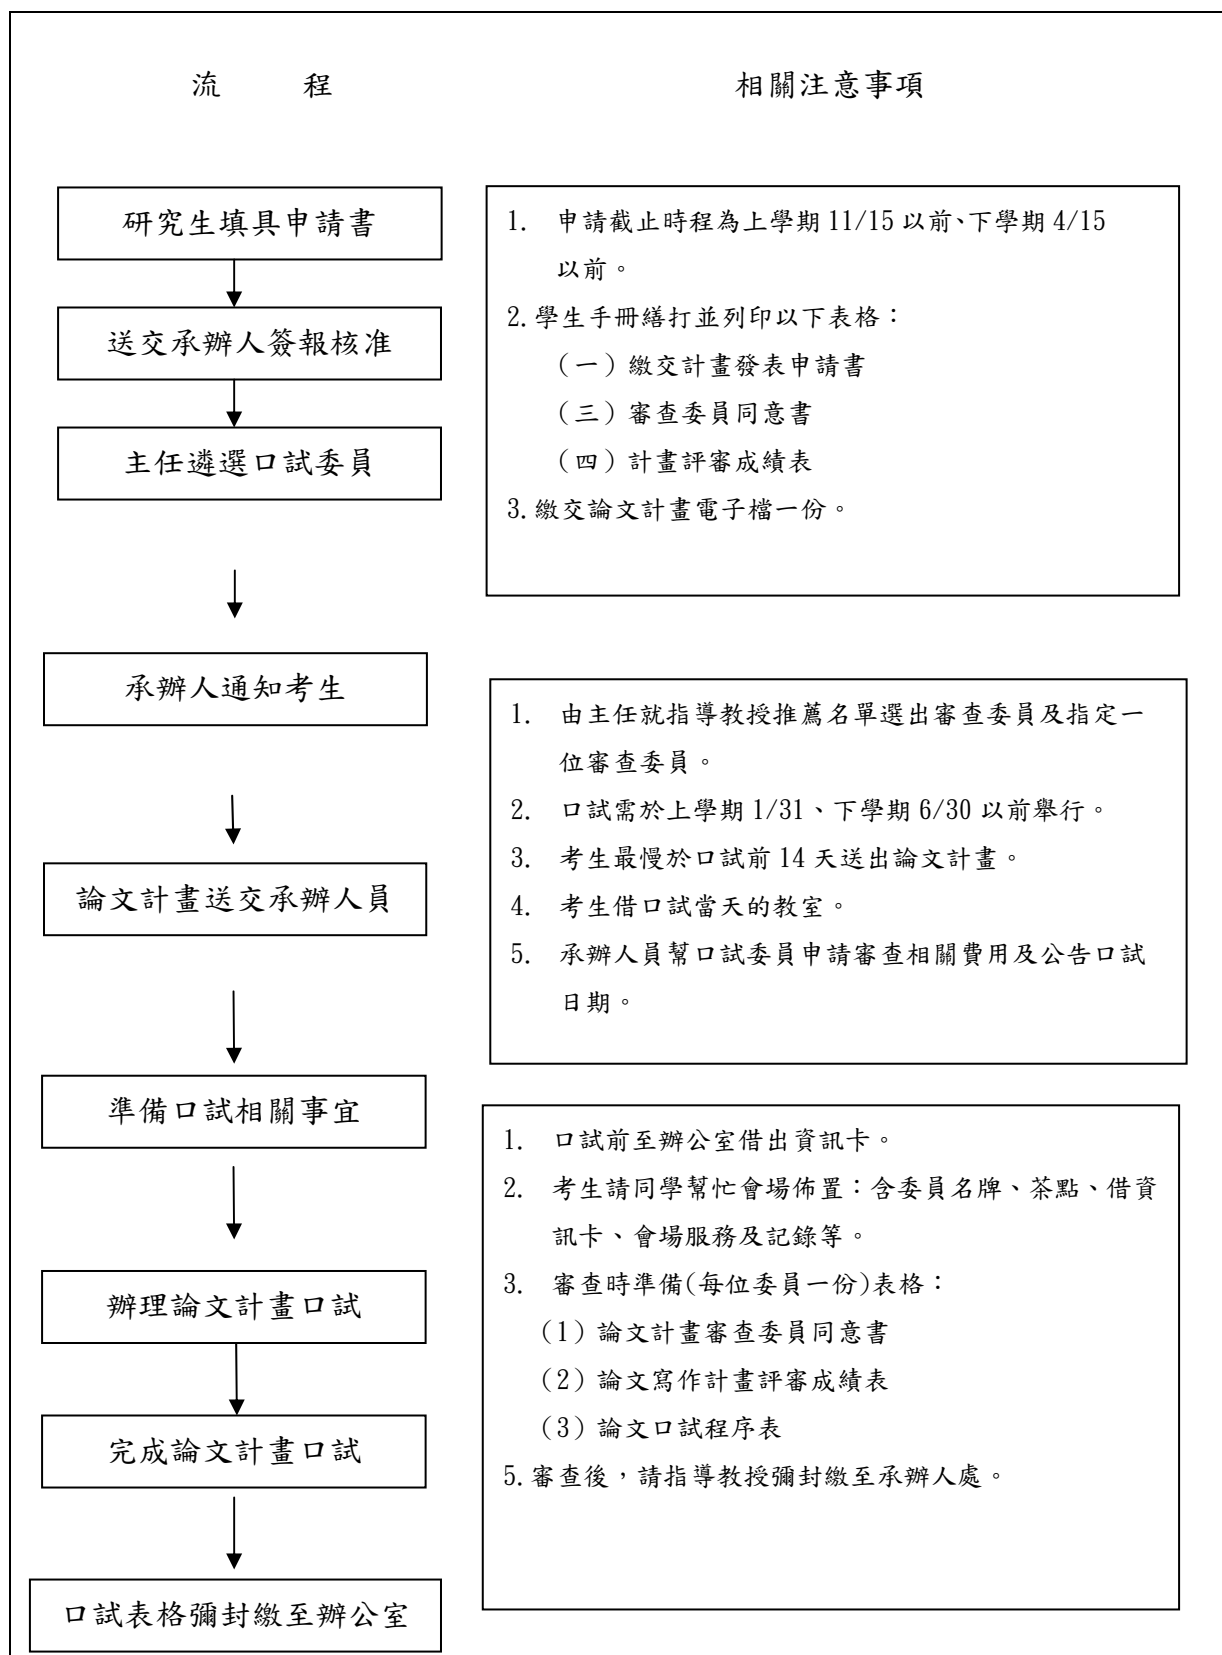 流 程
相關注意事項
研究生填具申請書
送交承辦人簽報核准
主任遴選口試委員
1. 申請截止時程為上學期 11/15 以前、下學期 4/15
以前。
2.學生手冊繕打並列印以下表格：
（一）繳交計畫發表申請書
（三）審查委員同意書
（四）計畫評審成績表
3.繳交論文計畫電子檔一份。
承辦人通知考生
論文計畫送交承辦人員
1. 由主任就指導教授推薦名單選出審查委員及指定一
位審查委員。
2. 口試需於上學期 1/31、下學期 6/30 以前舉行。
3. 考生最慢於口試前 14 天送出論文計畫。
4. 考生借口試當天的教室。
5. 承辦人員幫口試委員申請審查相關費用及公告口試
日期。
準備口試相關事宜
辦理論文計畫口試
完成論文計畫口試
口試表格彌封繳至辦公室
1. 口試前至辦公室借出資訊卡。
2. 考生請同學幫忙會場佈置：含委員名牌、茶點、借資
訊卡、會場服務及記錄等。
3. 審查時準備(每位委員一份)表格：
（1）論文計畫審查委員同意書
（2）論文寫作計畫評審成績表
（3）論文口試程序表
5.審查後，請指導教授彌封繳至承辦人處。